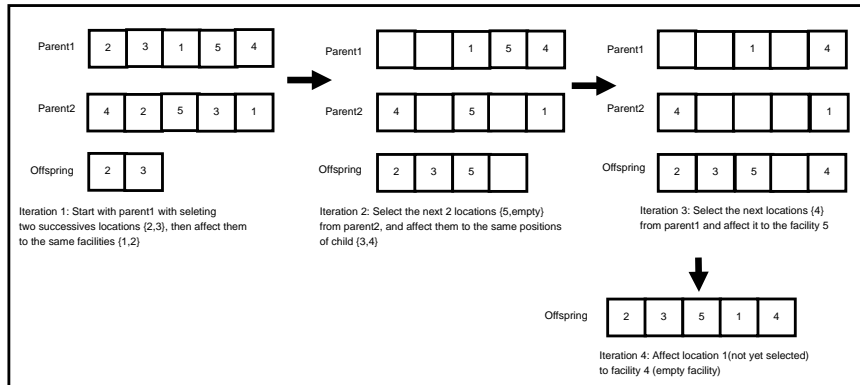 Parent1 2 3 1 5 4
Parent2 4 2 5 3 1
Offspring 2 3
Iteration 1: Start with parent1 with seleting
two successives locations {2,3}, then affect them
to the same facilities {1,2}
Parent1 1 5 4
Parent2 4 5 1
Offspring 2 3 5
Iteration 2: Select the next 2 locations {5,empty}
from parent2, and affect them to the same positions
of child {3,4}
Parent1 1 4
Parent2 4 1
Offspring 2 3 5 4
Iteration 3: Select the next locations {4}
from parent1 and affect it to the facility 5
Offspring 2 3 5 1 4
Iteration 4: Affect location 1(not yet selected)
to facility 4 (empty facility)